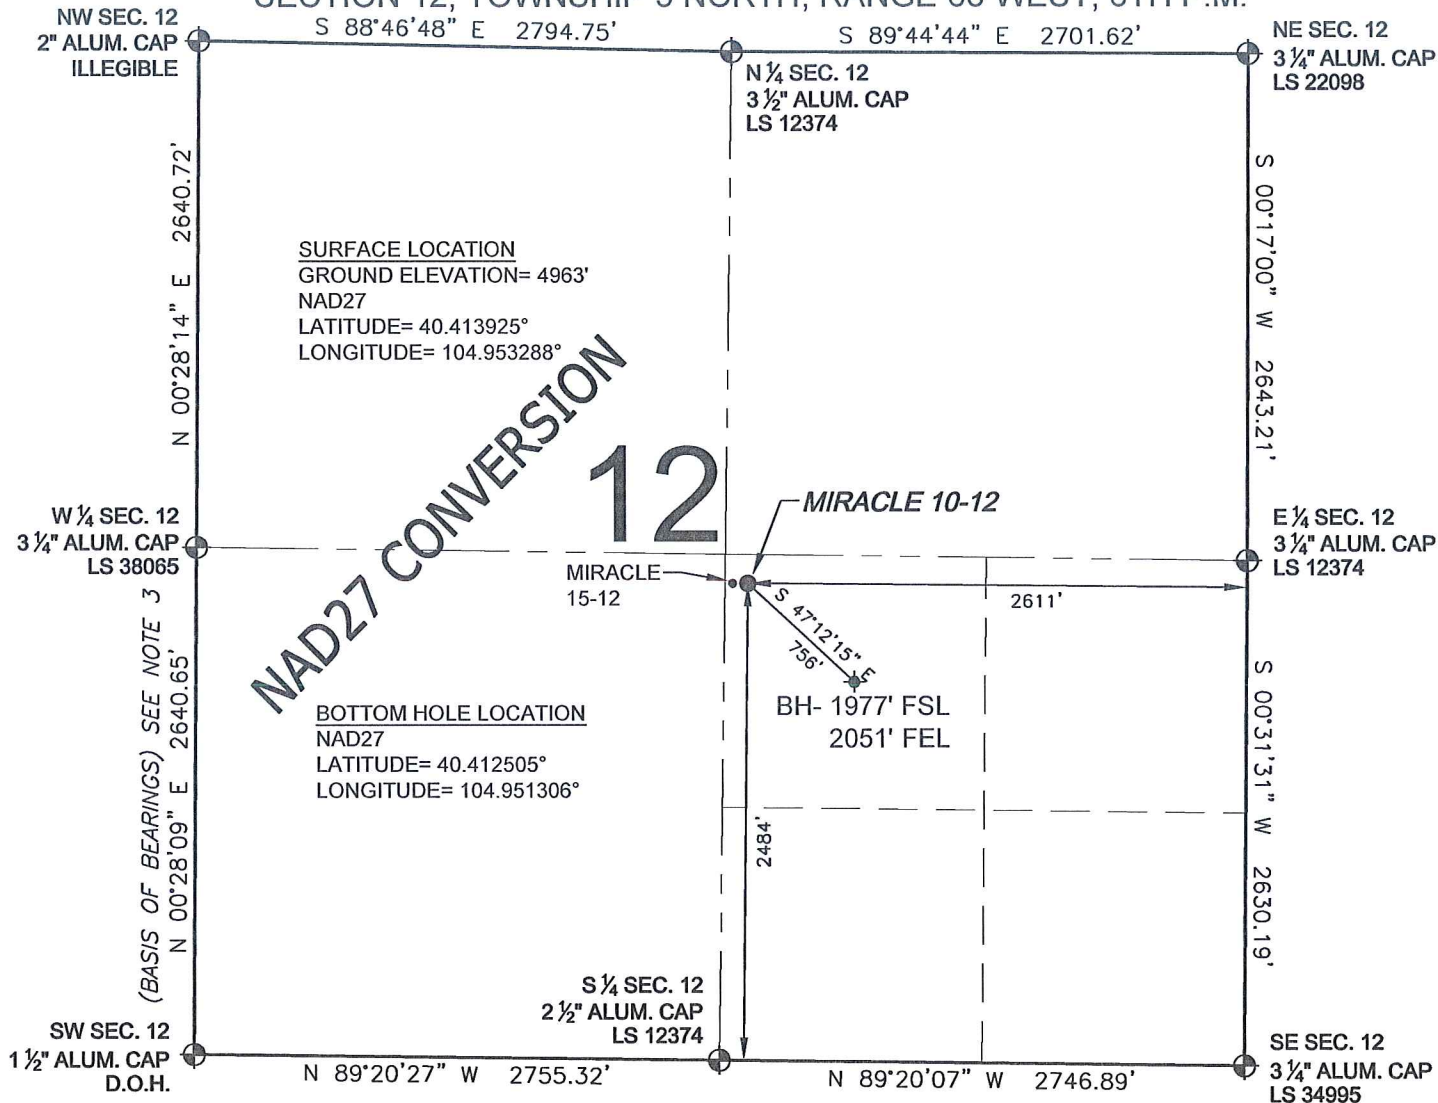 NW SEC. 12
2" ALUM. CAP
ILLEGIBLE
S 88°46'48" E 2794.75'
S 89°44'44" E 2701.62'
NE SEC. 12
3 ¼" ALUM. CAP
LS 22098
N ¼ SEC. 12
3 ½" ALUM. CAP
LS 12374
N 00°28'14" E 2640.72'
S 00°17'00" W 2643.21'
SURFACE LOCATION
GROUND ELEVATION= 4963'
NAD27
LATITUDE= 40.413925°
LONGITUDE= 104.953288°
NAD27 CONVERSION
12
MIRACLE 10-12
W ¼ SEC. 12
3 ¼" ALUM. CAP
LS 38065
E ¼ SEC. 12
3 ¼" ALUM. CAP
LS 12374
MIRACLE
15-12
2611'
S 47°12'15" E
756'
BH- 1977' FSL
2051' FEL
(BASIS OF BEARINGS) SEE NOTE 3
N 00°28'09" E 2640.65'
BOTTOM HOLE LOCATION
NAD27
LATITUDE= 40.412505°
LONGITUDE= 104.951306°
2484'
S 00°31'31" W 2630.19'
S ¼ SEC. 12
2 ½" ALUM. CAP
LS 12374
SW SEC. 12
1 ½" ALUM. CAP
D.O.H.
N 89°20'27" W 2755.32'
N 89°20'07" W 2746.89'
SE SEC. 12
3 ¼" ALUM. CAP
LS 34995